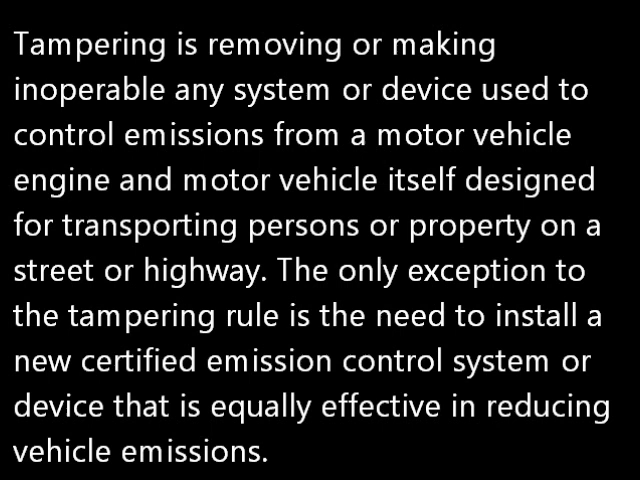 Tampering is removing or making
inoperable any system or device used to
control emissions from a motor vehicle
engine and motor vehicle itself designed
for transporting persons or property on a
street or highway. The only exception to
the tampering rule is the need to install a
new certified emission control system or
device that is equally effective in reducing
vehicle emissions.